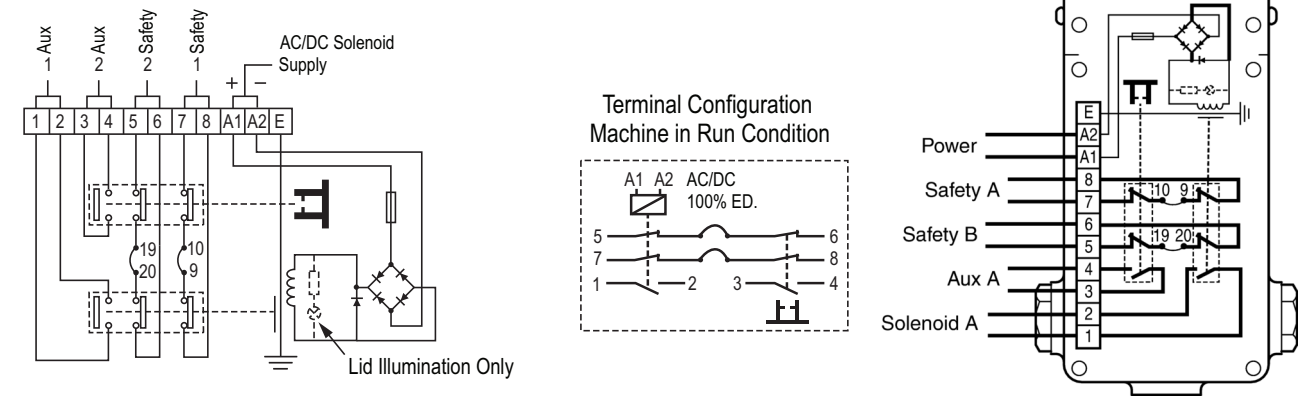 Aux
1
Aux
2
Safety
2
Safety
1
AC/DC Solenoid
Supply
+ −
1 2 3 4 5 6 7 8 A1 A2 E
19
20
10
9
Lid Illumination Only
Terminal Configuration
Machine in Run Condition
A1 A2 AC/DC
100% ED.
5 6
7 8
1 2 3 4
Power
Safety A
Safety B
Aux A
Solenoid A
E
A2
A1
8
7
6
5
4
3
2
1
10 9
19 20